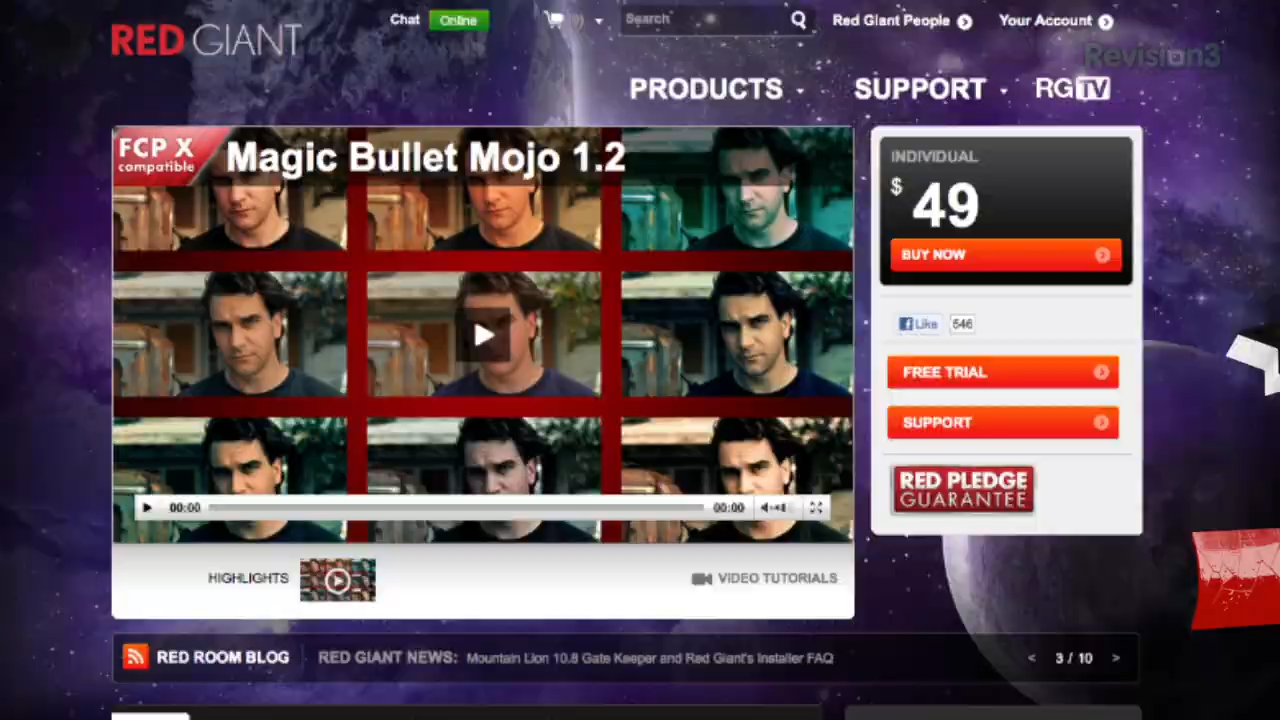 Chat Online
Search
Red Giant People
Your Account
RED GIANT
Revision3
PRODUCTS
SUPPORT
RGTV
FCP X
compatible
Magic Bullet Mojo 1.2
INDIVIDUAL
$ 49
BUY NOW
Like 546
FREE TRIAL
SUPPORT
RED PLEDGE
GUARANTEE
00:00 00:00
HIGHLIGHTS
VIDEO TUTORIALS
RED ROOM BLOG
RED GIANT NEWS: Mountain Lion 10.8 Gate Keeper and Red Giant's Installer FAQ
< 3 / 10 >